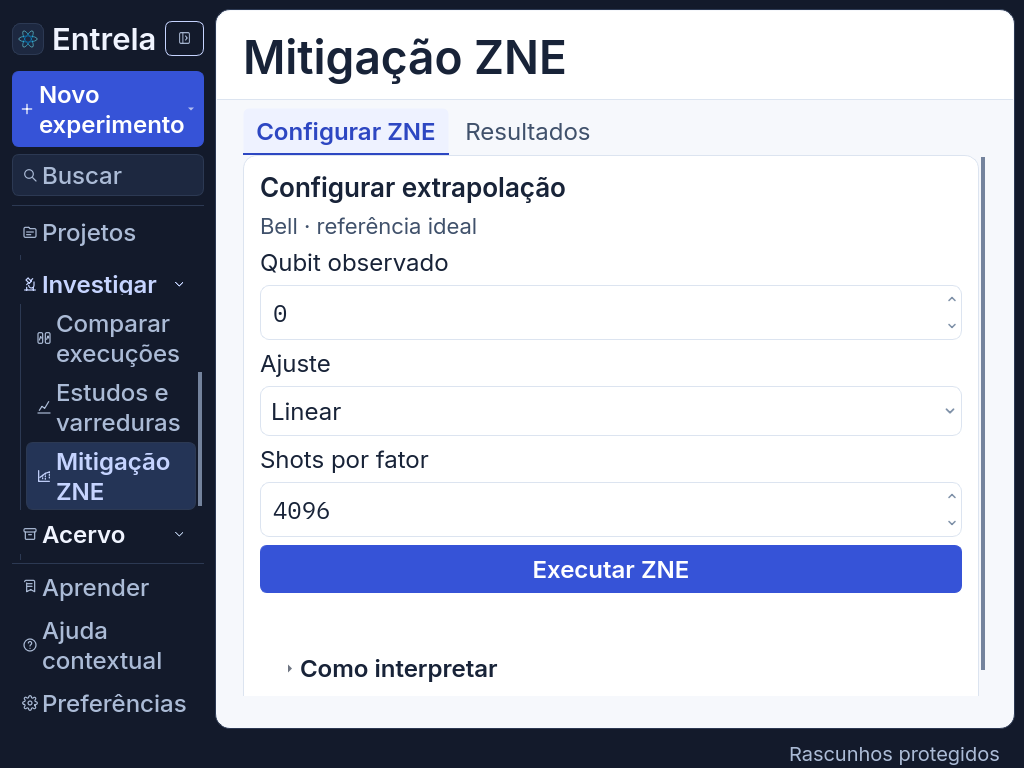 Entrela
Novo
experimento
Buscar
Projetos
Investigar
Comparar
execuções
Estudos e
varreduras
Mitigação
ZNE
Acervo
Aprender
Ajuda
contextual
Preferências
Mitigação ZNE
Configurar ZNE
Resultados
Configurar extrapolação
Bell · referência ideal
Qubit observado
0
Ajuste
Linear
Shots por fator
4096
Executar ZNE
Como interpretar
Rascunhos protegidos